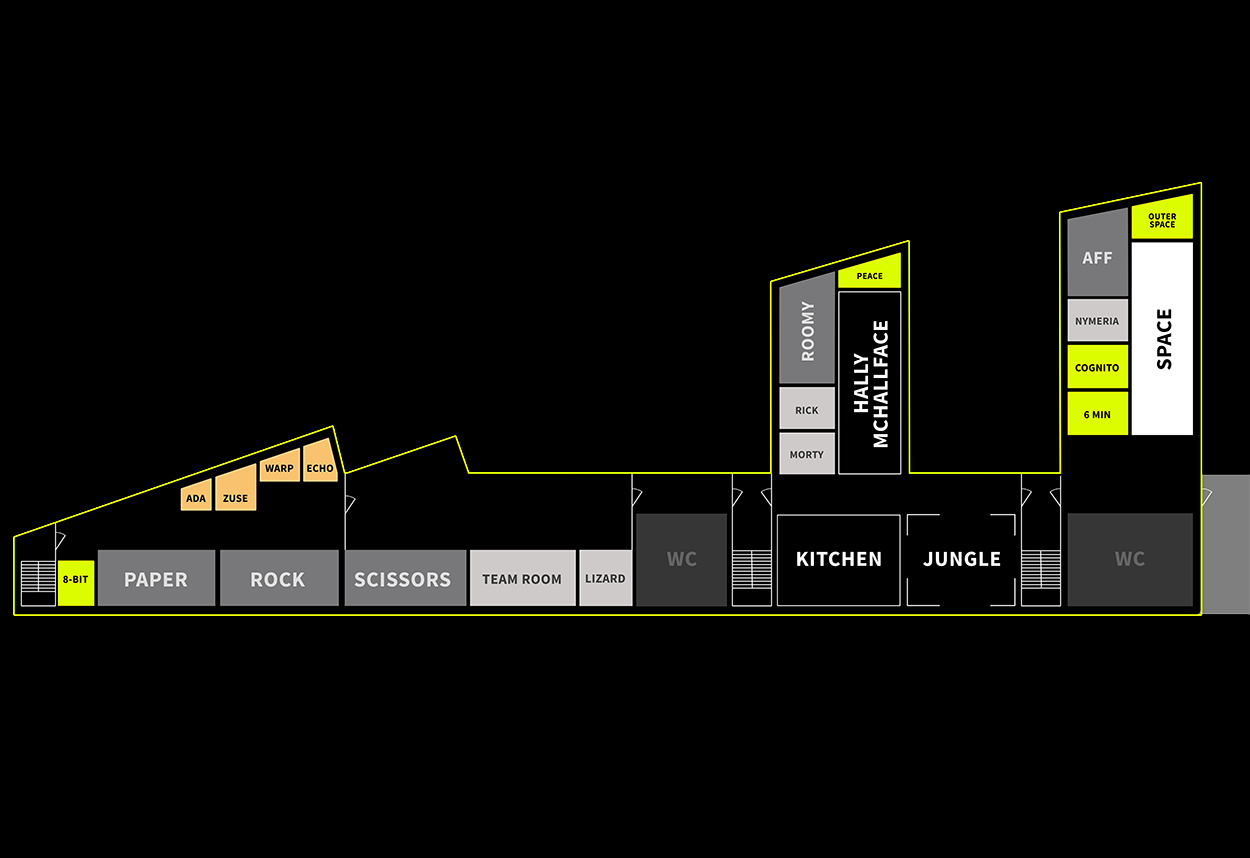 OUTER
SPACE
AFF
SPACE
NYMERIA
COGNITO
6 MIN
PEACE
ROOMY
HALLY
MCHALLFACE
RICK
MORTY
ADA
ZUSE
WARP
ECHO
8-BIT
PAPER
ROCK
SCISSORS
TEAM ROOM
LIZARD
WC
KITCHEN
JUNGLE
WC